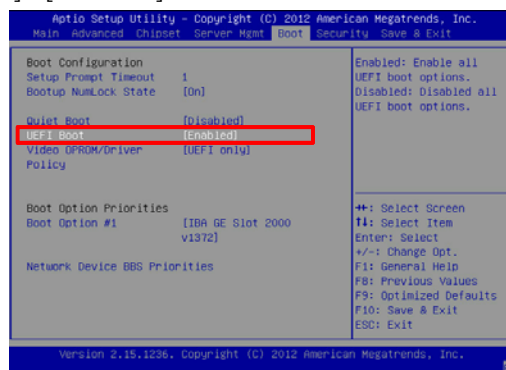 Aptio Setup Utility - Copyright (C) 2012 American Megatrends, Inc.
Main Advanced Chipset Server Mgmt Boot Security Save & Exit
Boot Configuration
Setup Prompt Timeout 1
Bootup NumLock State [On]
Quiet Boot [Disabled]
UEFI Boot [Enabled]
Video OPROM/Driver [UEFI only]
Policy
Boot Option Priorities
Boot Option #1 [IBA GE Slot 2000
v1372]
Network Device BBS Priorities
Enabled: Enable all
UEFI boot options.
Disabled: Disabled all
UEFI boot options.
→←: Select Screen
↑↓: Select Item
Enter: Select
+/-: Change Opt.
F1: General Help
F8: Previous Values
F9: Optimized Defaults
F10: Save & Exit
ESC: Exit
Version 2.15.1236. Copyright (C) 2012 American Megatrends, Inc.